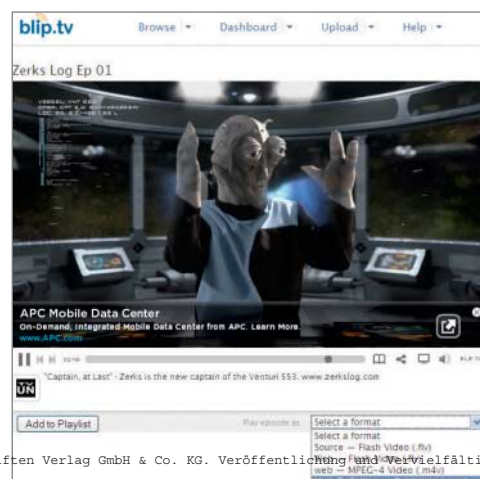 blip.tv Browse Dashboard Upload Help
Zerks Log Ep 01
APC Mobile Data Center
On-Demand, Integrated Mobile Data Center from APC. Learn More.
www.APC.com
"Captain, at Last" - Zerks is the new captain of the Venturi 553. www.zerkslog.com
UN
Add to Playlist Play episode as Select a format
Select a format
Source — Flash Video (.flv)
web — MPEG-4 Video (.m4v)
ften Verlag GmbH & Co. KG. Veröffentlichung und Vervielfälti